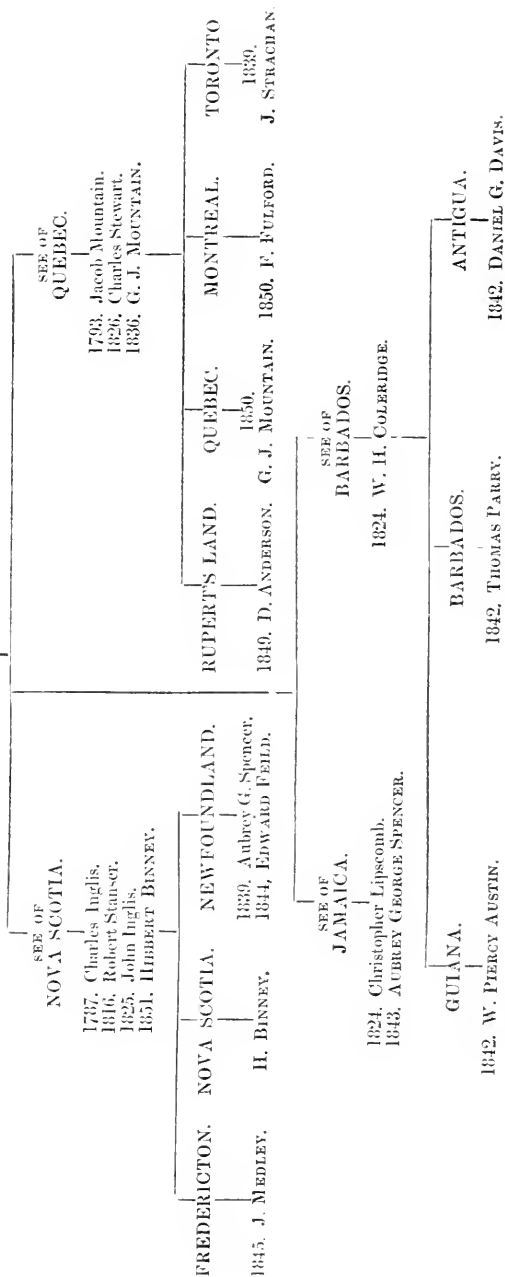 SEE OF
NOVA SCOTIA.
1787. Charles Inglis.
1816. Robert Stanser.
1825. John Inglis.
1851. HIBBERT BINNEY.
SEE OF
QUEBEC.
1793. Jacob Mountain.
1826. Charles Stewart.
1836. G. J. MOUNTAIN.
FREDERICTON. NOVA SCOTIA. NEWFOUNDLAND. RUPERT'S LAND. QUEBEC. MONTREAL. TORONTO
1845. J. MEDLEY. H. BINNEY. 1839. Aubrey G. Spencer.
1844, EDWARD FEILD.
1849. D. ANDERSON. 1850.
G. J. MOUNTAIN. 1850. F. FULFORD. 1839.
J. STRACHAN.
SEE OF
JAMAICA.
1824. Christopher Lipscomb.
1843. AUBREY GEORGE SPENCER.
SEE OF
BARBADOS.
1824. W. H. COLERIDGE.
GUIANA. BARBADOS. ANTIGUA.
1842. W. PIERCY AUSTIN. 1842. THOMAS PARRY. 1842. DANIEL G. DAVIS.